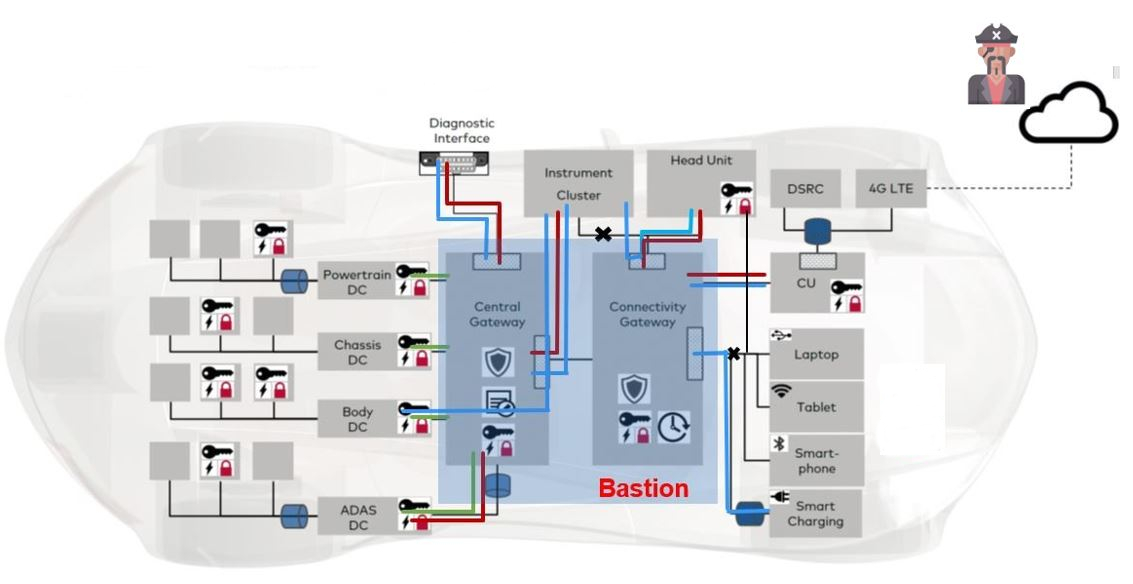 Diagnostic
Interface
Instrument
Cluster
Head Unit
DSRC
4G LTE
Powertrain
DC
Central
Gateway
Connectivity
Gateway
CU
Chassis
DC
Laptop
Body
DC
Tablet
Smart-
phone
Bastion
ADAS
DC
Smart
Charging